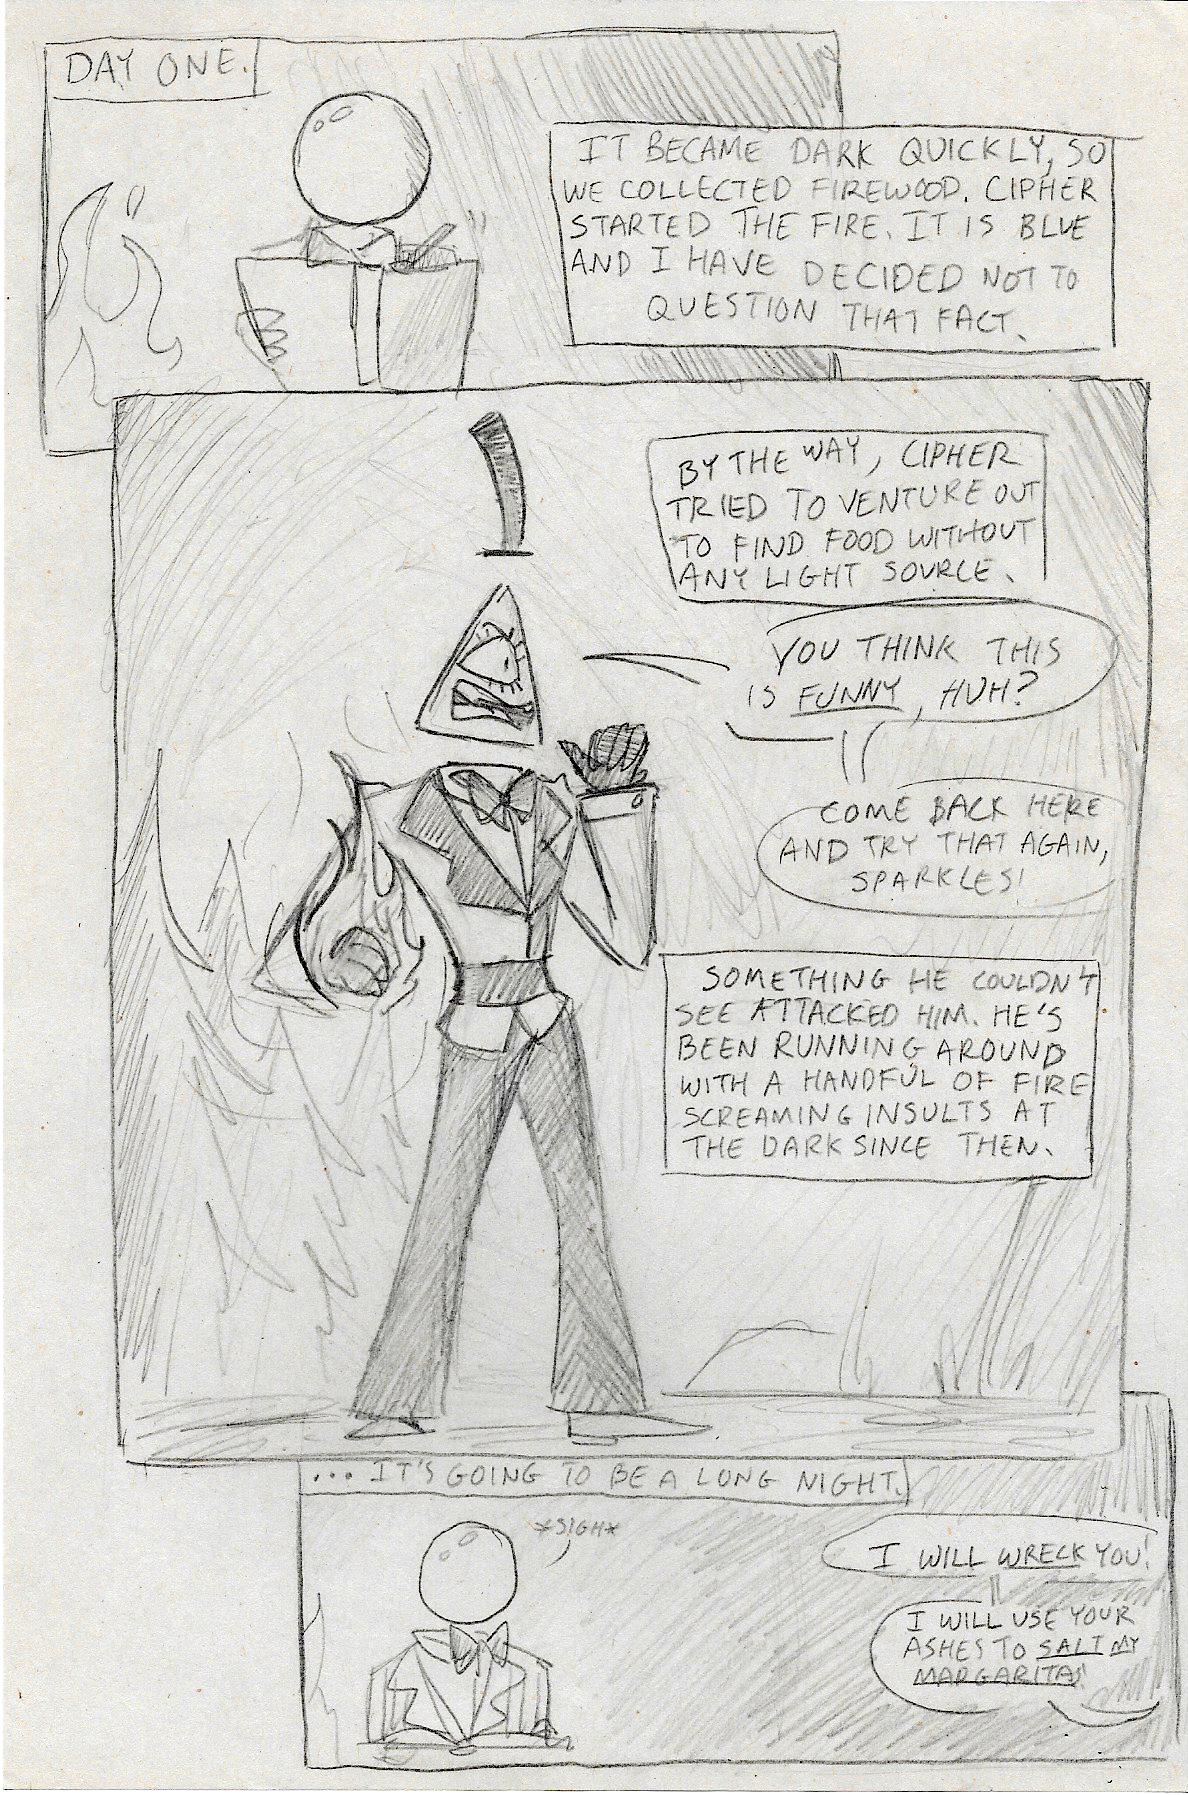 DAY ONE.
IT BECAME DARK QUICKLY, SO
WE COLLECTED FIREWOOD. CIPHER
STARTED THE FIRE. IT IS BLUE
AND I HAVE DECIDED NOT TO
QUESTION THAT FACT.
BY THE WAY, CIPHER
TRIED TO VENTURE OUT
TO FIND FOOD WITHOUT
ANY LIGHT SOURCE.
YOU THINK THIS
IS FUNNY, HUH?
COME BACK HERE
AND TRY THAT AGAIN,
SPARKLES!
SOMETHING HE COULDN'T
SEE ATTACKED HIM. HE'S
BEEN RUNNING AROUND
WITH A HANDFUL OF FIRE
SCREAMING INSULTS AT
THE DARK SINCE THEN.
... IT'S GOING TO BE A LONG NIGHT.
*SIGH*
I WILL WRECK YOU!
I WILL USE YOUR
ASHES TO SALT MY
MARGARITAS!